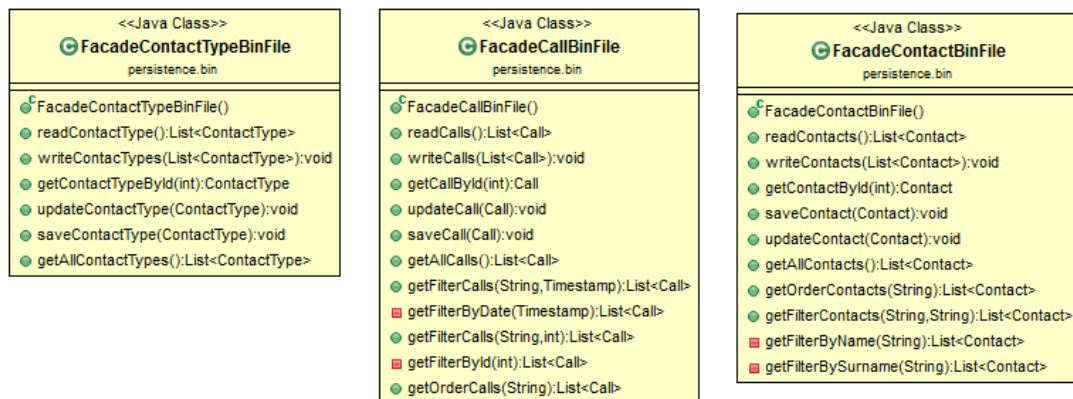 <<Java Class>>
FacadeContactTypeBinFile
persistence.bin
FacadeContactTypeBinFile()
readContactType():List<ContactType>
writeContacTypes(List<ContactType>):void
getContactTypeById(int):ContactType
updateContactType(ContactType):void
saveContactType(ContactType):void
getAllContactTypes():List<ContactType>
<<Java Class>>
FacadeCallBinFile
persistence.bin
FacadeCallBinFile()
readCalls():List<Call>
writeCalls(List<Call>):void
getCallById(int):Call
updateCall(Call):void
saveCall(Call):void
getAllCalls():List<Call>
getFilterCalls(String,Timestamp):List<Call>
getFilterByDate(Timestamp):List<Call>
getFilterCalls(String,int):List<Call>
getFilterById(int):List<Call>
getOrderCalls(String):List<Call>
<<Java Class>>
FacadeContactBinFile
persistence.bin
FacadeContactBinFile()
readContacts():List<Contact>
writeContacts(List<Contact>):void
getContactById(int):Contact
saveContact(Contact):void
updateContact(Contact):void
getAllContacts():List<Contact>
getOrderContacts(String):List<Contact>
getFilterContacts(String,String):List<Contact>
getFilterByName(String):List<Contact>
getFilterBySurname(String):List<Contact>